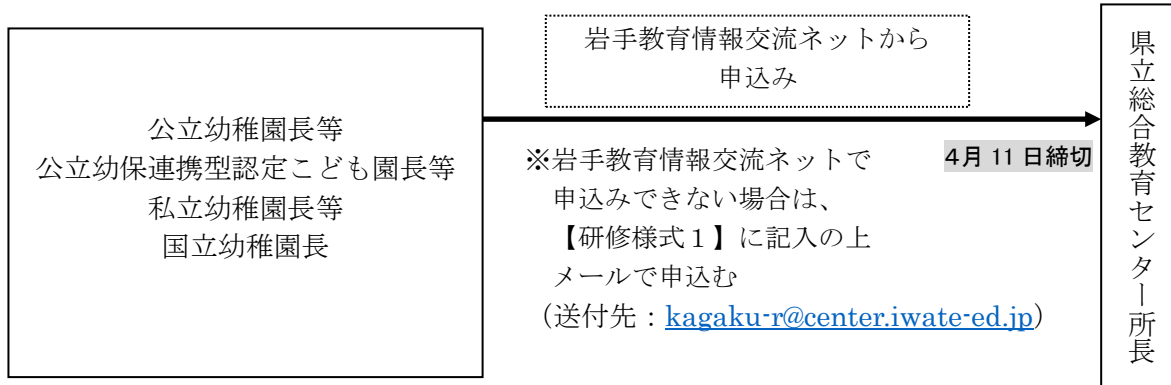 公立幼稚園長等
公立幼保連携型認定こども園長等
私立幼稚園長等
国立幼稚園長
岩手教育情報交流ネットから
申込み
※岩手教育情報交流ネットで
申込みできない場合は、
【研修様式1】に記入の上
メールで申込む
(送付先：kagaku-r@center.iwate-ed.jp)
4月 11 日締切
県立総合教育センター所長